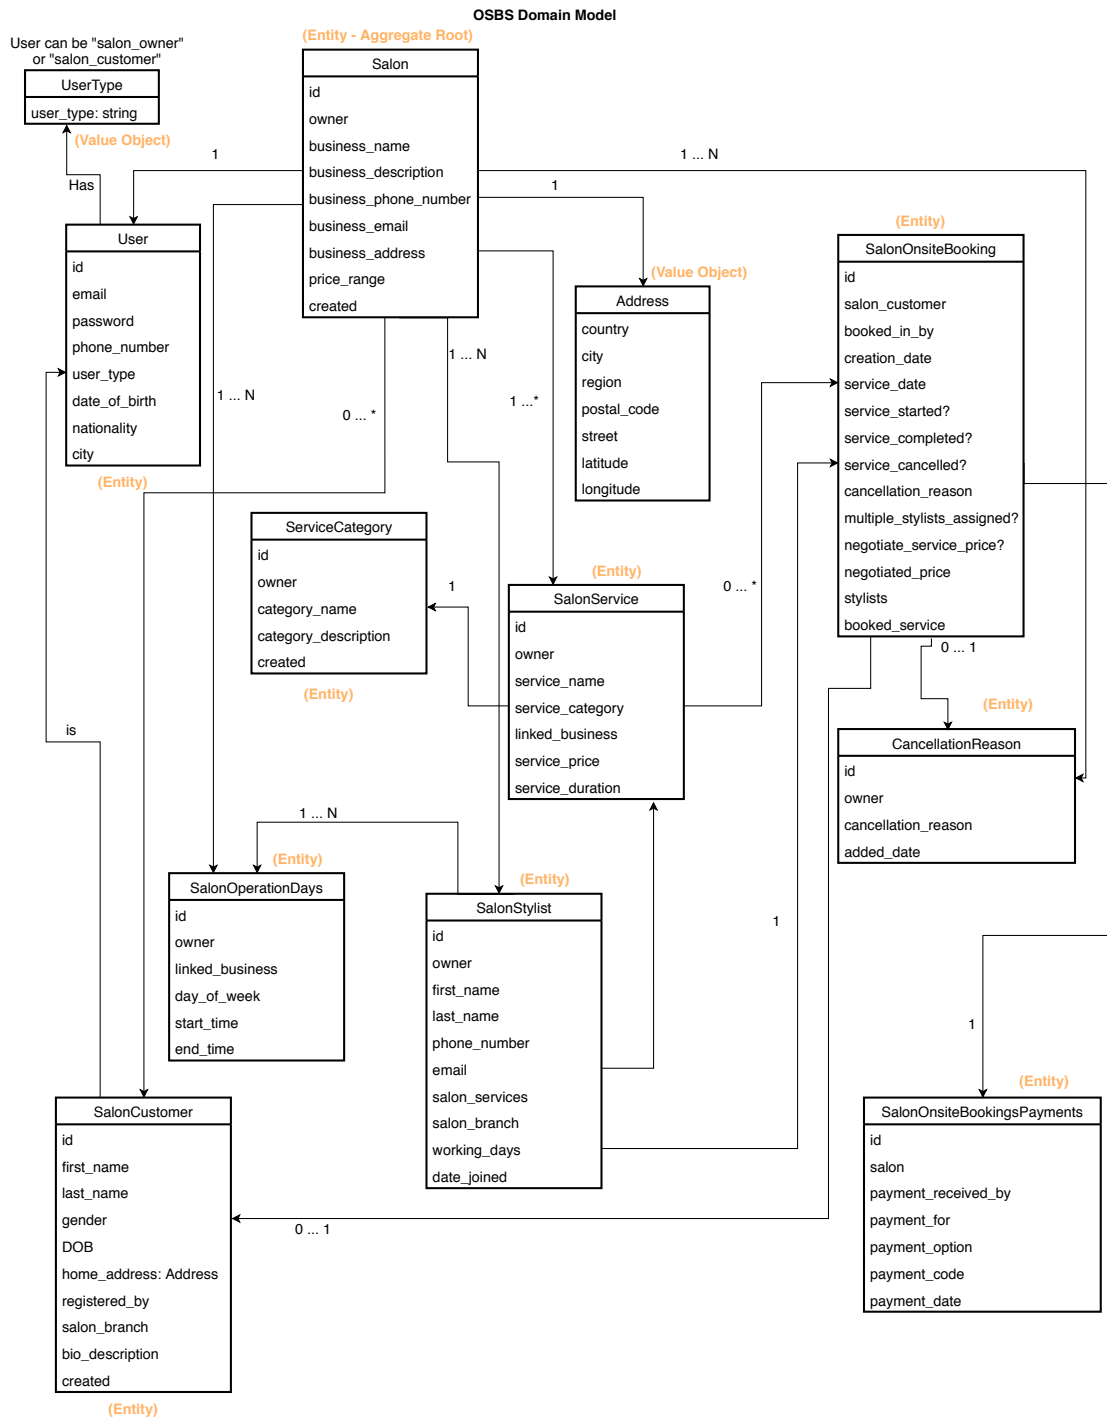 OSBS Domain Model
User can be "salon_owner"
or "salon_customer"
UserType
user_type: string
(Value Object)
Has
(Entity - Aggregate Root)
Salon
id
owner
business_name
business_description
business_phone_number
business_email
business_address
price_range
created
1
1 ... N
1
1 ... N
1 ... N
0 ... *
1 ...*
User
id
email
password
phone_number
user_type
date_of_birth
nationality
city
(Entity)
(Value Object)
Address
country
city
region
postal_code
street
latitude
longitude
(Entity)
SalonOnsiteBooking
id
salon_customer
booked_in_by
creation_date
service_date
service_started?
service_completed?
service_cancelled?
cancellation_reason
multiple_stylists_assigned?
negotiate_service_price?
negotiated_price
stylists
booked_service
0 ... 1
ServiceCategory
id
owner
category_name
category_description
created
(Entity)
1
(Entity)
SalonService
id
owner
service_name
service_category
linked_business
service_price
service_duration
0 ... *
(Entity)
CancellationReason
id
owner
cancellation_reason
added_date
is
1 ... N
(Entity)
SalonOperationDays
id
owner
linked_business
day_of_week
start_time
end_time
(Entity)
SalonStylist
id
owner
first_name
last_name
phone_number
email
salon_services
salon_branch
working_days
date_joined
1
1
(Entity)
SalonOnsiteBookingsPayments
id
salon
payment_received_by
payment_for
payment_option
payment_code
payment_date
SalonCustomer
id
first_name
last_name
gender
DOB
home_address: Address
registered_by
salon_branch
bio_description
created
(Entity)
0 ... 1